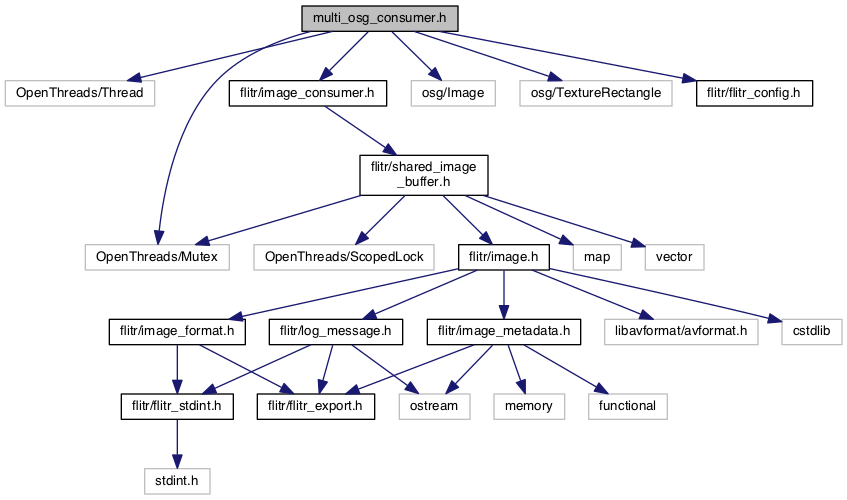 multi_osg_consumer.h
OpenThreads/Thread
flitr/image_consumer.h
osg/Image
osg/TextureRectangle
flitr/flitr_config.h
flitr/shared_image
_buffer.h
OpenThreads/Mutex
OpenThreads/ScopedLock
flitr/image.h
map
vector
flitr/image_format.h
flitr/log_message.h
flitr/image_metadata.h
libavformat/avformat.h
cstdlib
flitr/flitr_stdint.h
flitr/flitr_export.h
ostream
memory
functional
stdint.h